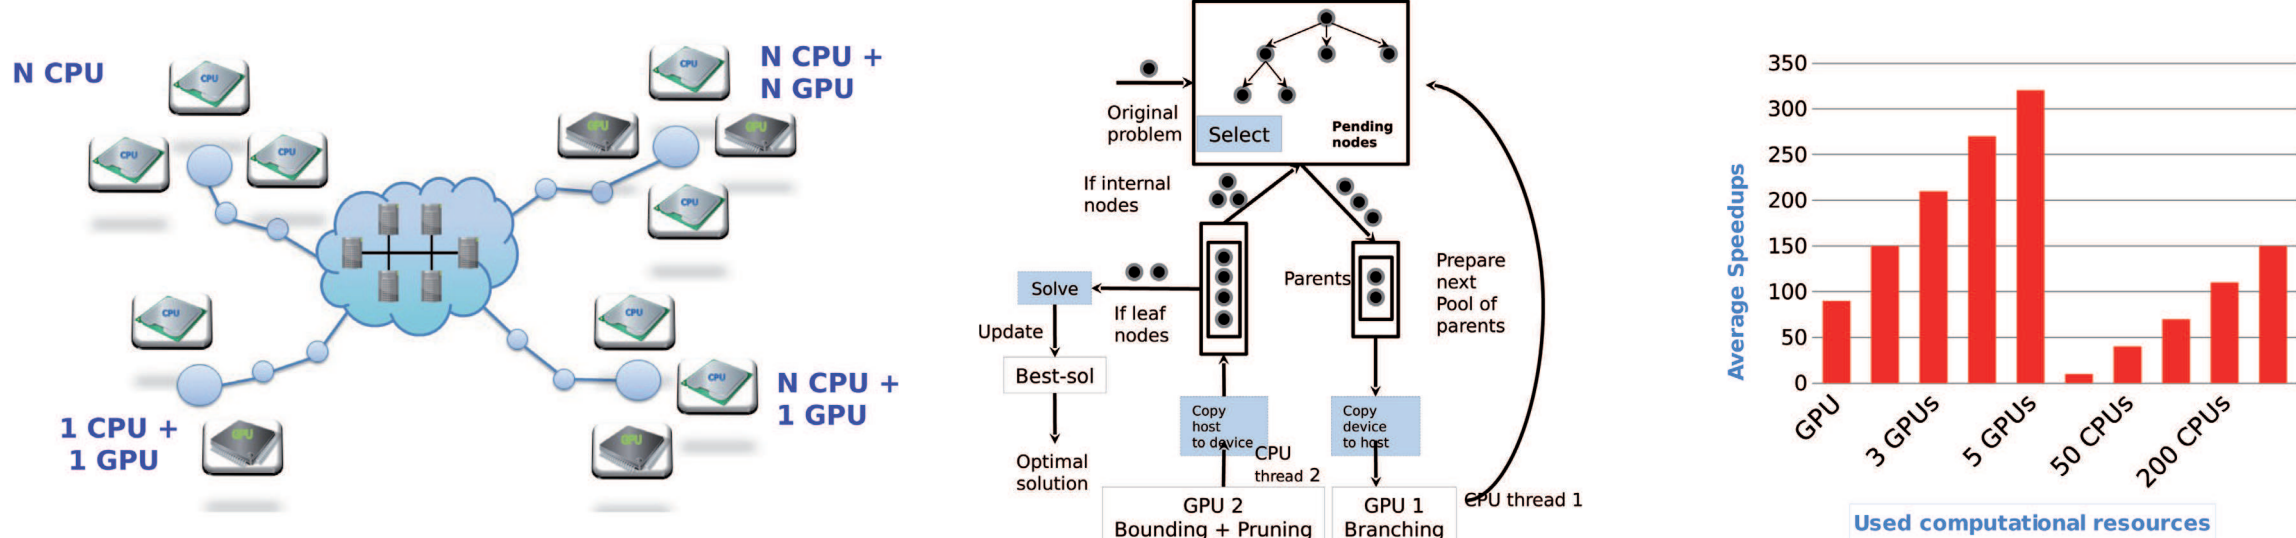 N CPU
CPU
CPU
CPU
N CPU +
N GPU
CPU
GPU
GPU
CPU
CPU
1 CPU +
1 GPU
GPU
CPU
CPU
N CPU +
1 GPU
GPU
Original
problem
Select
Pending
nodes
If internal
nodes
Solve
If leaf
nodes
Parents
Prepare
next
Pool of
parents
Update
Best-sol
Optimal
solution
Copy
host
to device
Copy
device
to host
CPU
thread 2
GPU 2
Bounding + Pruning
GPU 1
Branching
CPU thread 1
Average Speedups
350
300
250
200
150
100
50
0
GPU
3 GPUs
5 GPUs
50 CPUs
200 CPUs
Used computational resources